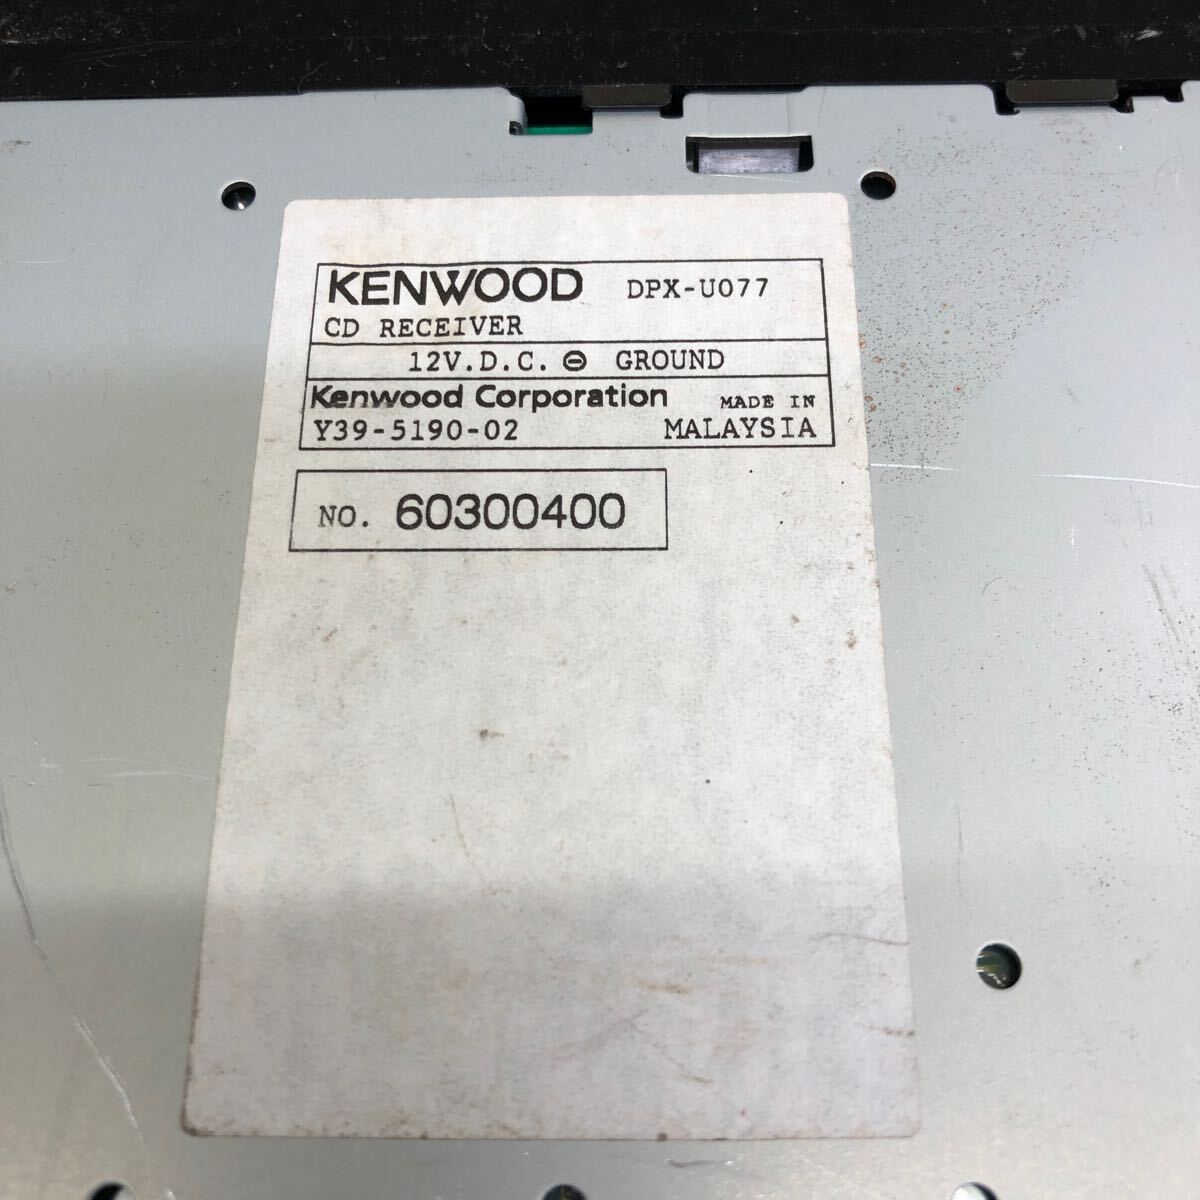 KENWOOD DPX-U077
CD RECEIVER
12V.D.C. ⊖ GROUND
Kenwood Corporation MADE IN
Y39-5190-02 MALAYSIA
NO. 60300400